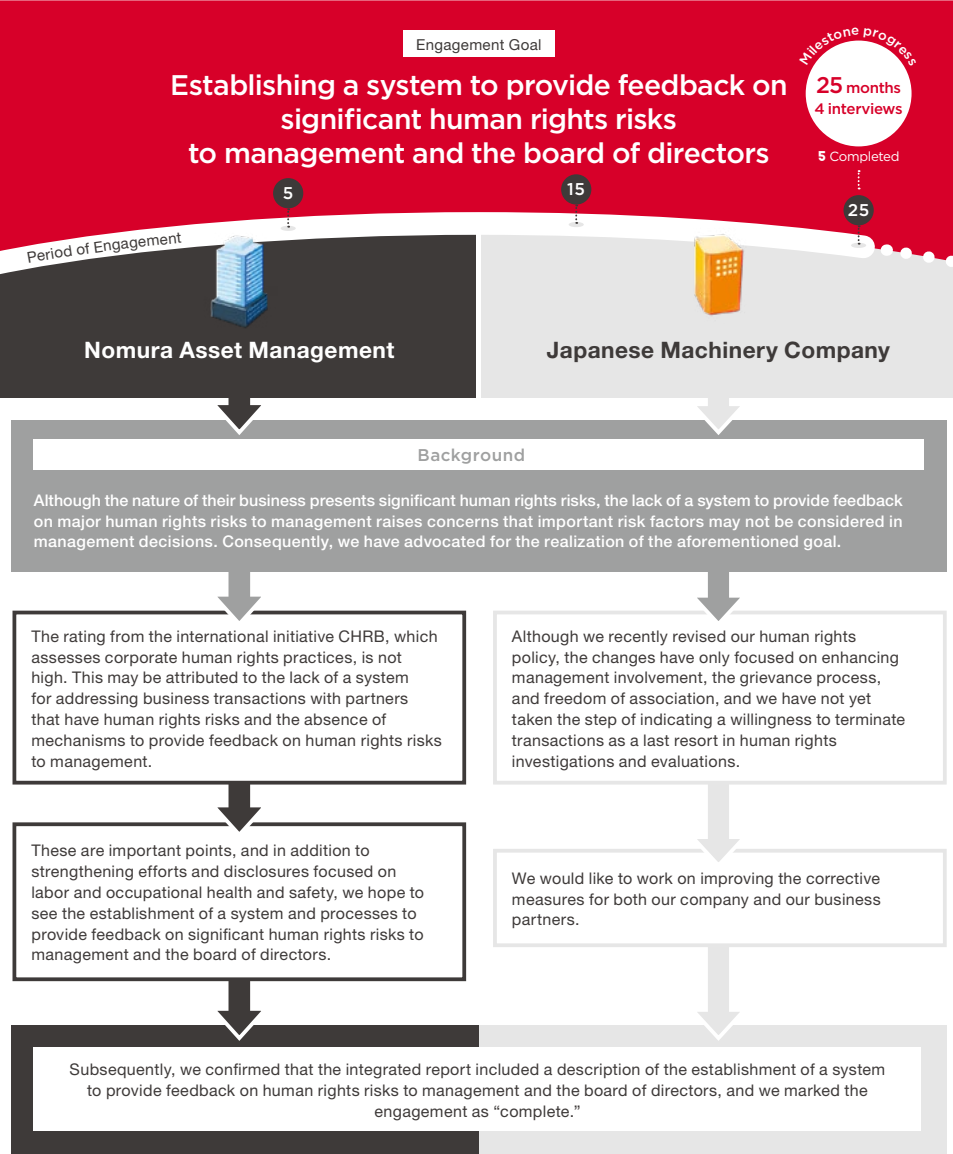 Engagement Goal
Milestone progress
Establishing a system to provide feedback on
significant human rights risks
to management and the board of directors
25 months
4 interviews
5 Completed
5
15
25
Period of Engagement
Nomura Asset Management
Japanese Machinery Company
Background
Although the nature of their business presents significant human rights risks, the lack of a system to provide feedback
on major human rights risks to management raises concerns that important risk factors may not be considered in
management decisions. Consequently, we have advocated for the realization of the aforementioned goal.
The rating from the international initiative CHRB, which
assesses corporate human rights practices, is not
high. This may be attributed to the lack of a system
for addressing business transactions with partners
that have human rights risks and the absence of
mechanisms to provide feedback on human rights risks
to management.
Although we recently revised our human rights
policy, the changes have only focused on enhancing
management involvement, the grievance process,
and freedom of association, and we have not yet
taken the step of indicating a willingness to terminate
transactions as a last resort in human rights
investigations and evaluations.
These are important points, and in addition to
strengthening efforts and disclosures focused on
labor and occupational health and safety, we hope to
see the establishment of a system and processes to
provide feedback on significant human rights risks to
management and the board of directors.
We would like to work on improving the corrective
measures for both our company and our business
partners.
Subsequently, we confirmed that the integrated report included a description of the establishment of a system
to provide feedback on human rights risks to management and the board of directors, and we marked the
engagement as “complete.”